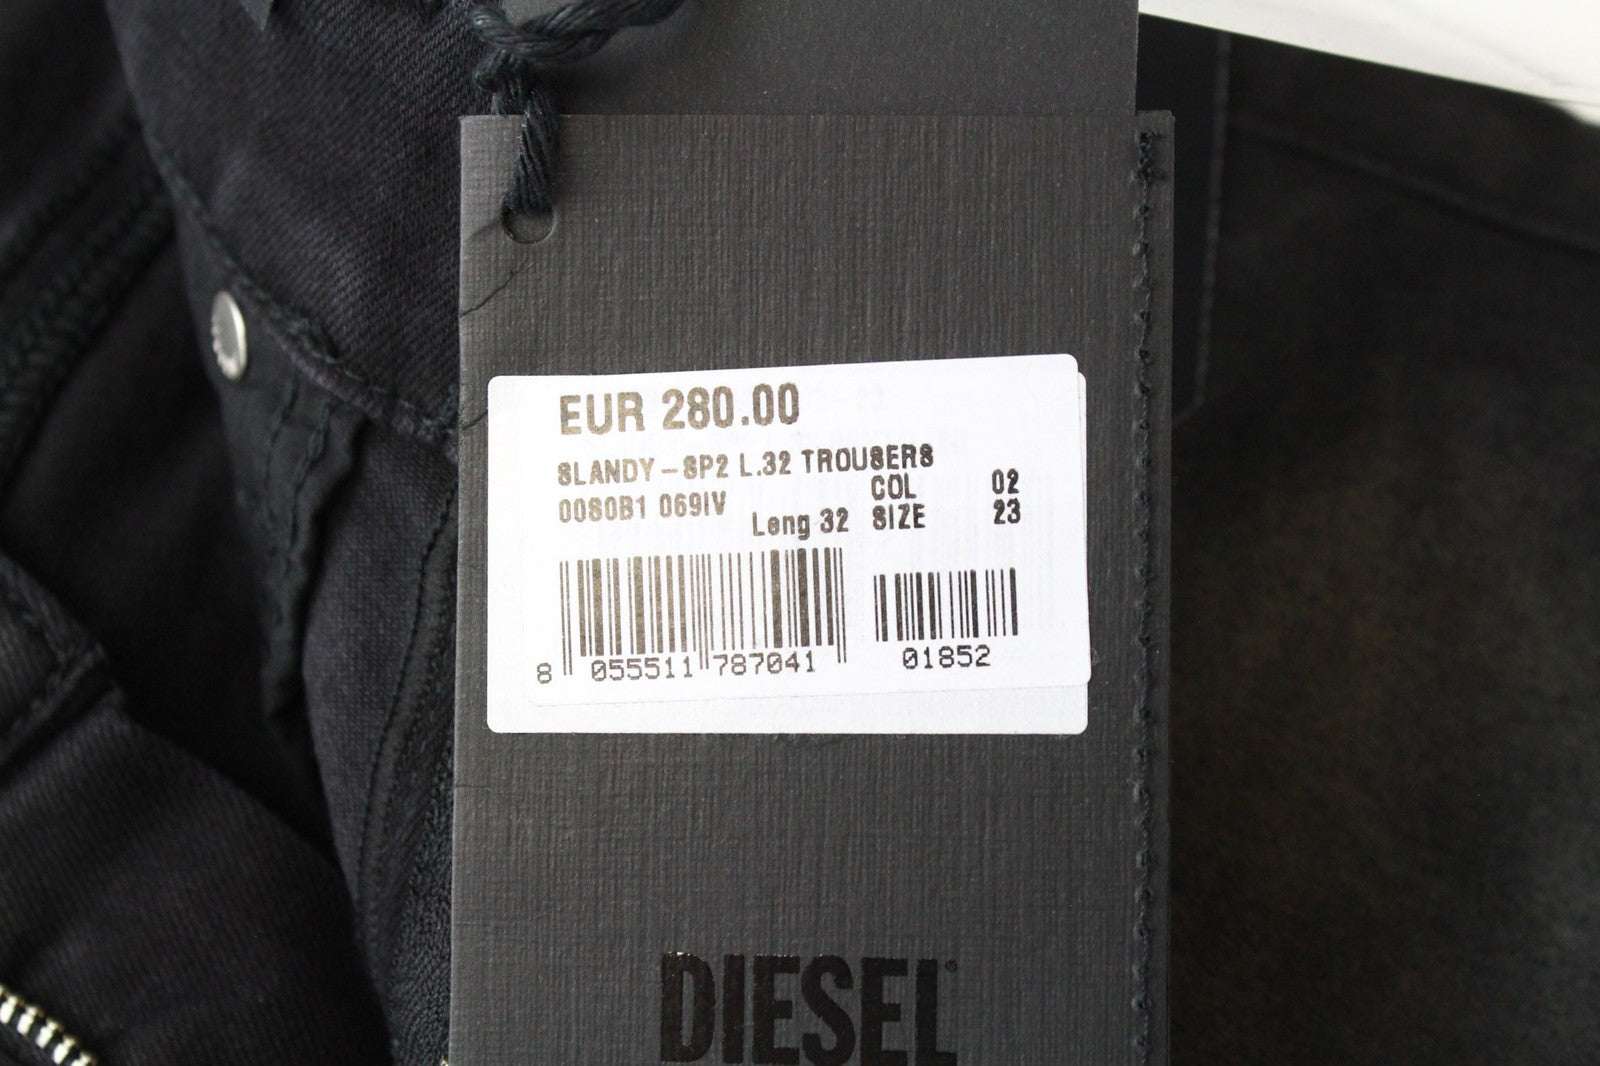 EUR 280.00
SLANDY-SP2 L.32 TROUSERS
00S0B1 069IV COL 02
Leng 32 SIZE 23
8 055511 787041 01852
DIESEL